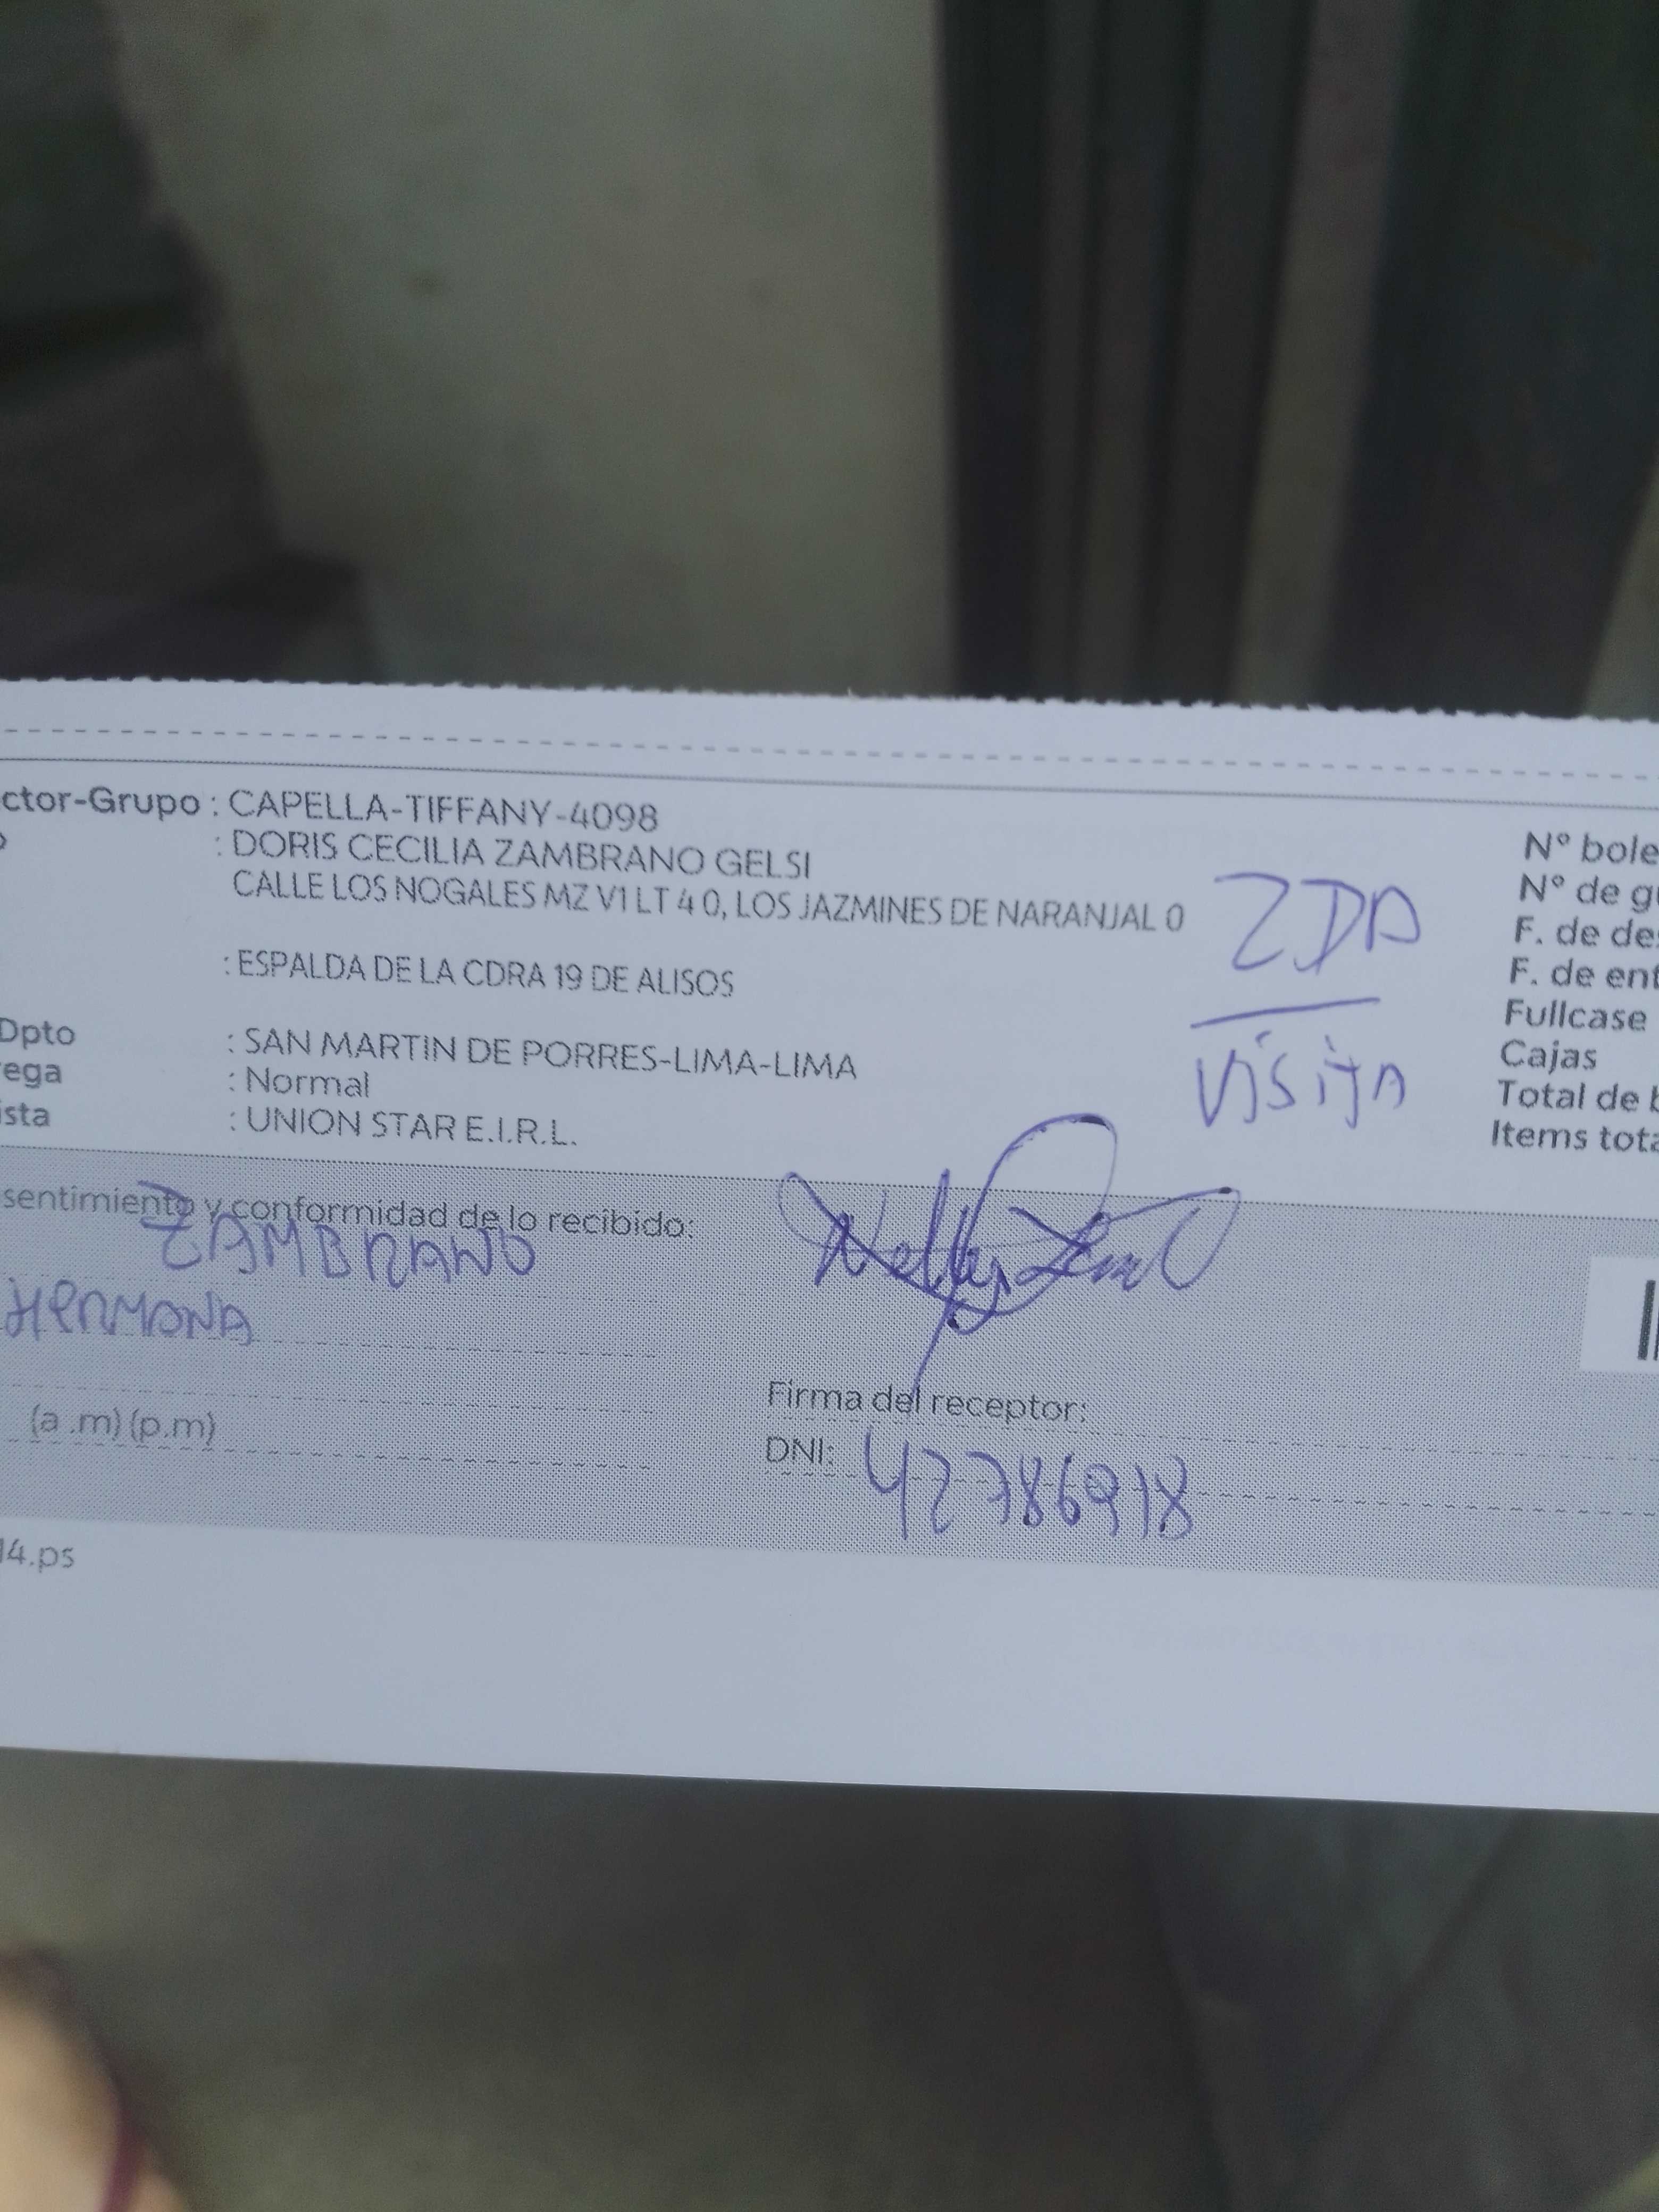 ctor-Grupo : CAPELLA-TIFFANY-4098
: DORIS CECILIA ZAMBRANO GELSI
CALLE LOS NOGALES MZ V1 LT 4 0, LOS JAZMINES DE NARANJAL 0
: ESPALDA DE LA CDRA 19 DE ALISOS
Dpto : SAN MARTIN DE PORRES-LIMA-LIMA
ega : Normal
ista : UNION STAR E.I.R.L.
2DA
VISITA
Nº bole
Nº de g
F. de de
F. de ent
Fullcase
Cajas
Total de
Items tota
sentimiento y conformidad de lo recibido:
ZAMBRANO
HERMANA
(a .m) (p.m)
Firma del receptor:
DNI: 42786918
14.ps